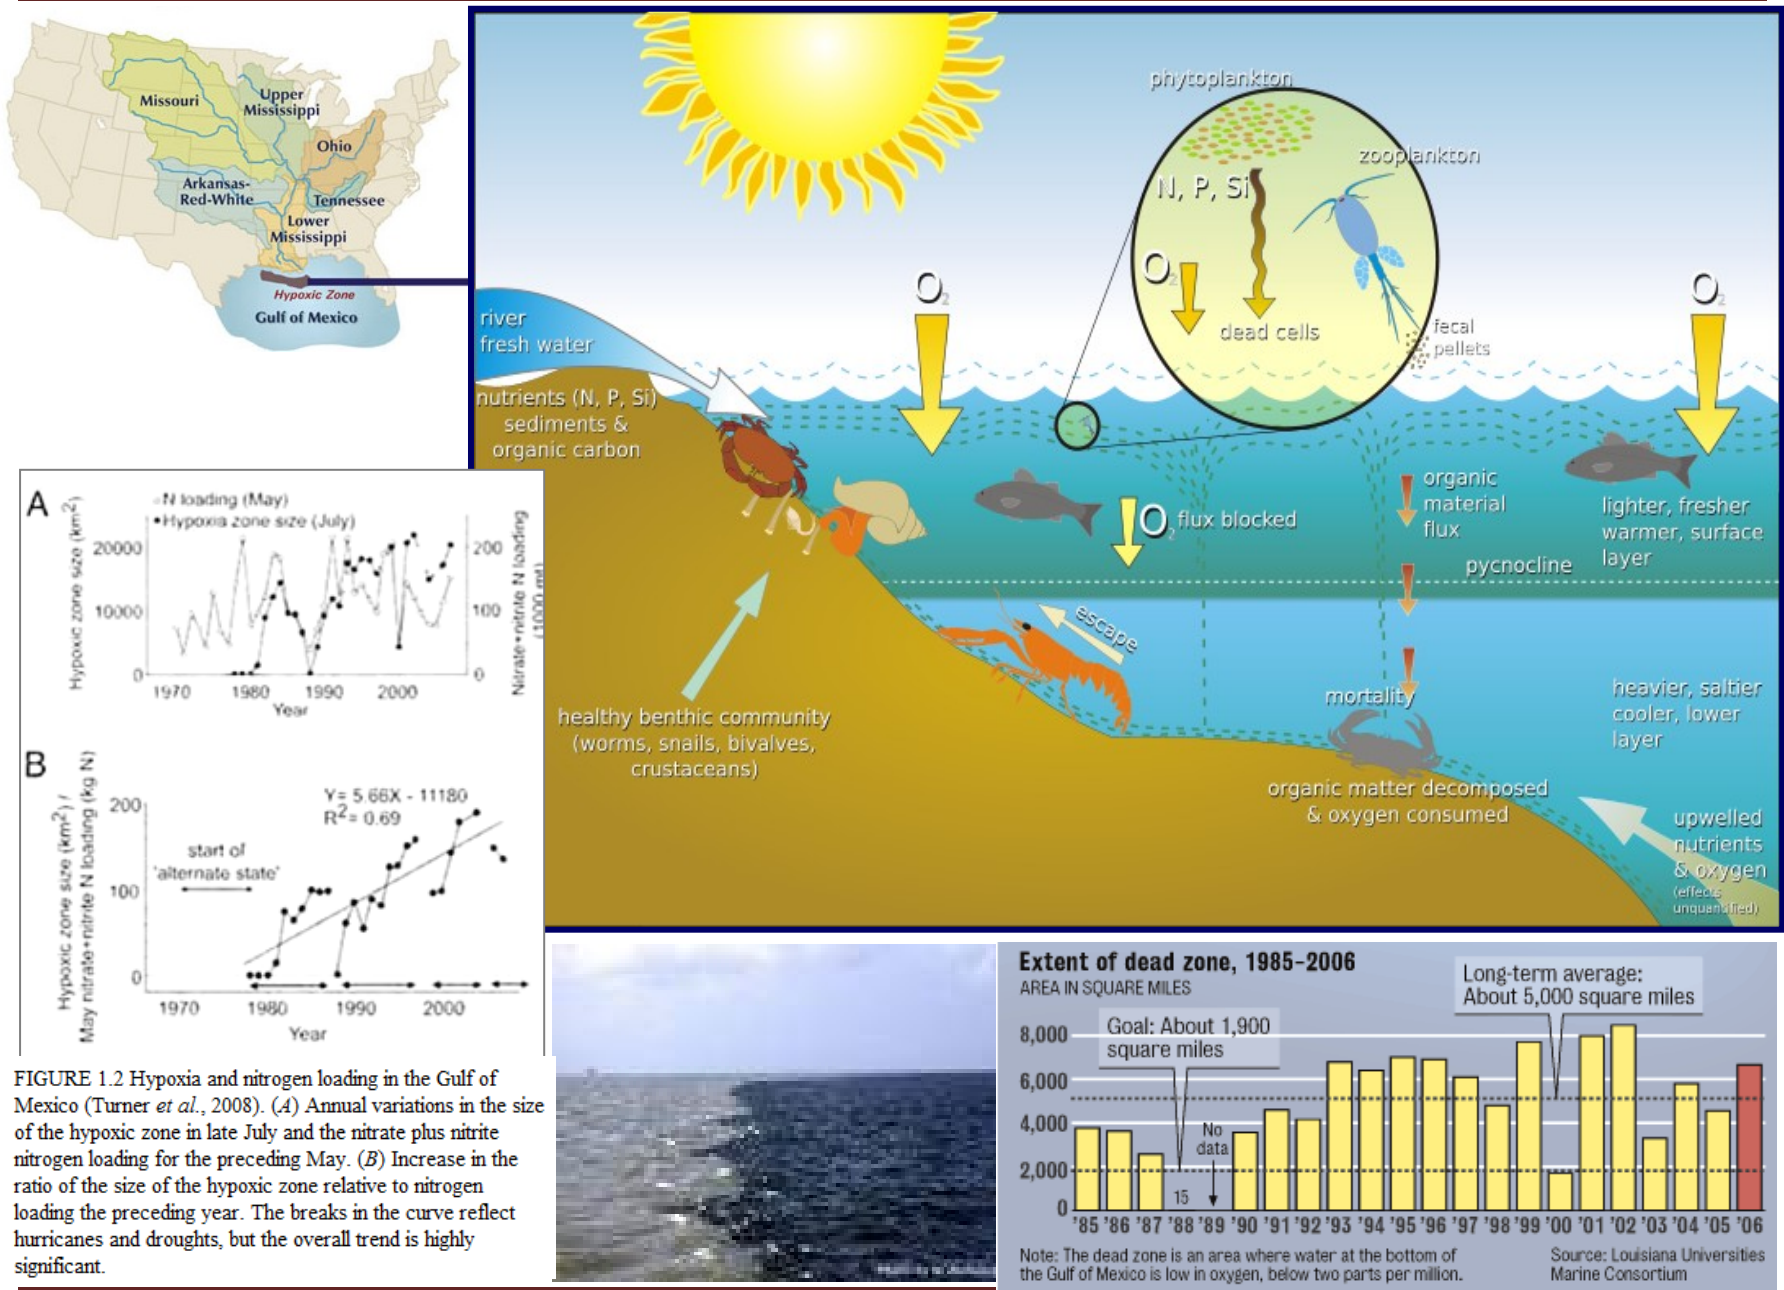 Missouri
Upper
Mississippi
Ohio
Arkansas-
Red-White
Tennessee
Lower
Mississippi
Hypoxic Zone
Gulf of Mexico
phytoplankton
zooplankton
N, P, Si
O2
dead cells
fecal
pellets
O2
O2
river
fresh water
nutrients (N, P, Si)
sediments &
organic carbon
O2 flux blocked
organic
material
flux
lighter, fresher
warmer, surface
layer
pycnocline
escape
healthy benthic community
(worms, snails, bivalves,
crustaceans)
mortality
heavier, saltier
cooler, lower
layer
organic matter decomposed
& oxygen consumed
upwelled
nutrients
& oxygen
(effects
unquantified)
A
N loading (May)
•Hypoxia zone size (July)
Hypoxic zone size (km2)
20000
10000
0
200
100
0
Nitrate+nitrite N loading
(1000 mt)
1970 1980 1990 2000
Year
B
Hypoxic zone size (km2) /
May nitrate+nitrite N loading (kg N)
200
100
0
Y= 5.66X - 11180
R2= 0.69
start of
'alternate state'
1970 1980 1990 2000
Year
FIGURE 1.2 Hypoxia and nitrogen loading in the Gulf of
Mexico (Turner et al., 2008). (A) Annual variations in the size
of the hypoxic zone in late July and the nitrate plus nitrite
nitrogen loading for the preceding May. (B) Increase in the
ratio of the size of the hypoxic zone relative to nitrogen
loading the preceding year. The breaks in the curve reflect
hurricanes and droughts, but the overall trend is highly
significant.
Extent of dead zone, 1985–2006
AREA IN SQUARE MILES
Long-term average:
About 5,000 square miles
Goal: About 1,900
square miles
8,000
6,000
4,000
2,000
0
15
No
data
'85 '86 '87 '88 '89 '90 '91 '92 '93 '94 '95 '96 '97 '98 '99 '00 '01 '02 '03 '04 '05 '06
Note: The dead zone is an area where water at the bottom of
the Gulf of Mexico is low in oxygen, below two parts per million.
Source: Louisiana Universities
Marine Consortium